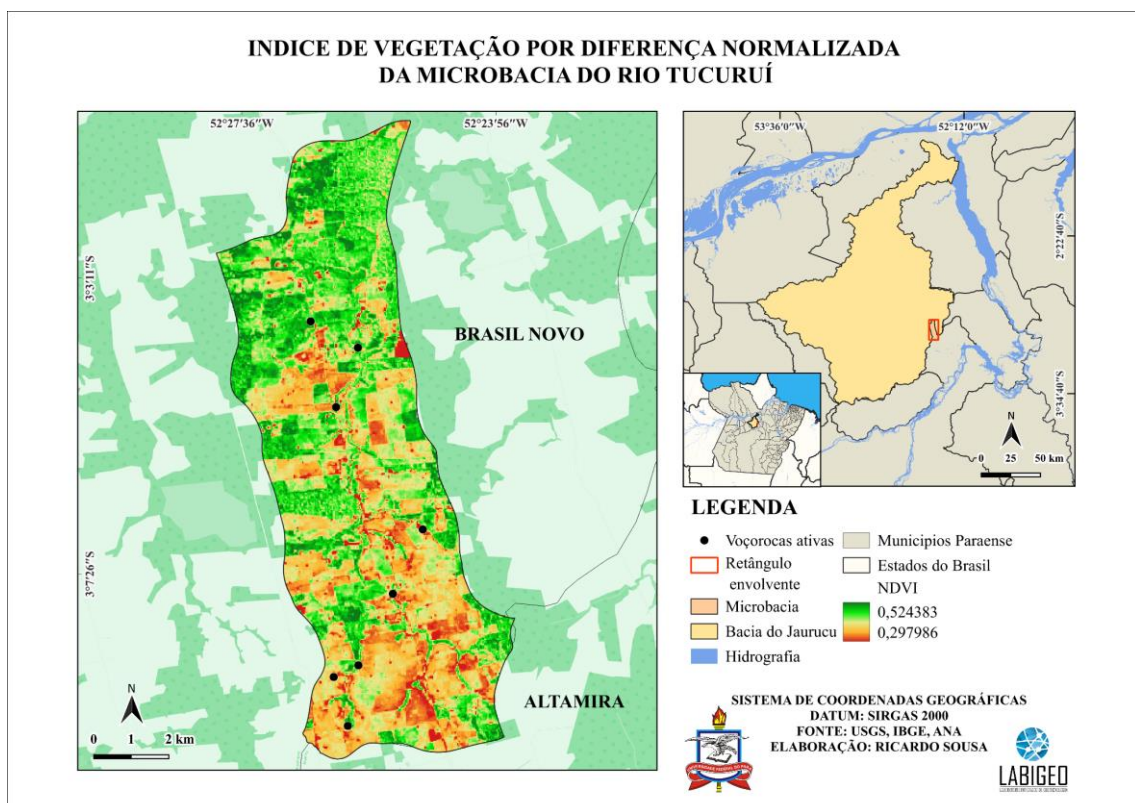 INDICE DE VEGETAÇÃO POR DIFERENÇA NORMALIZADA
DA MICROBACIA DO RIO TUCURUÍ
52°27'36"W
52°23'56"W
3°3'11"S
3°7'26"S
BRASIL NOVO
ALTAMIRA
N
0 1 2 km
53°36'0"W
52°12'0"W
2°22'40"S
3°34'40"S
N
0 25 50 km
LEGENDA
Voçorocas ativas
Retângulo
envolvente
Microbacia
Bacia do Jaurucu
Hidrografia
Municipios Paraense
Estados do Brasil
NDVI
0,524383
0,297986
SISTEMA DE COORDENADAS GEOGRÁFICAS
DATUM: SIRGAS 2000
FONTE: USGS, IBGE, ANA
ELABORAÇÃO: RICARDO SOUSA
UNIVERSIDADE FEDERAL DO PARÁ
LABIGEO